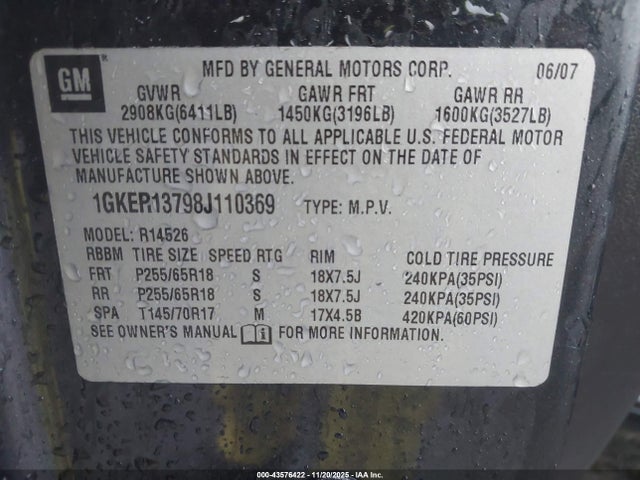 GM
MFD BY GENERAL MOTORS CORP. 06/07
GVWR GAWR FRT GAWR RR
2908KG(6411LB) 1450KG(3196LB) 1600KG(3527LB)
THIS VEHICLE CONFORMS TO ALL APPLICABLE U.S. FEDERAL MOTOR
VEHICLE SAFETY STANDARDS IN EFFECT ON THE DATE OF
MANUFACTURE SHOWN ABOVE.
TYPE: M.P.V.
MODEL: R14526
RBBM TIRE SIZE SPEED RTG RIM COLD TIRE PRESSURE
FRT P255/65R18 S 18X7.5J 240KPA(35PSI)
RR P255/65R18 S 18X7.5J 240KPA(35PSI)
SPA T145/70R17 M 17X4.5B 420KPA(60PSI)
SEE OWNER'S MANUAL FOR MORE INFORMATION.
000-43576422 - 11/20/2025 - IAA Inc.